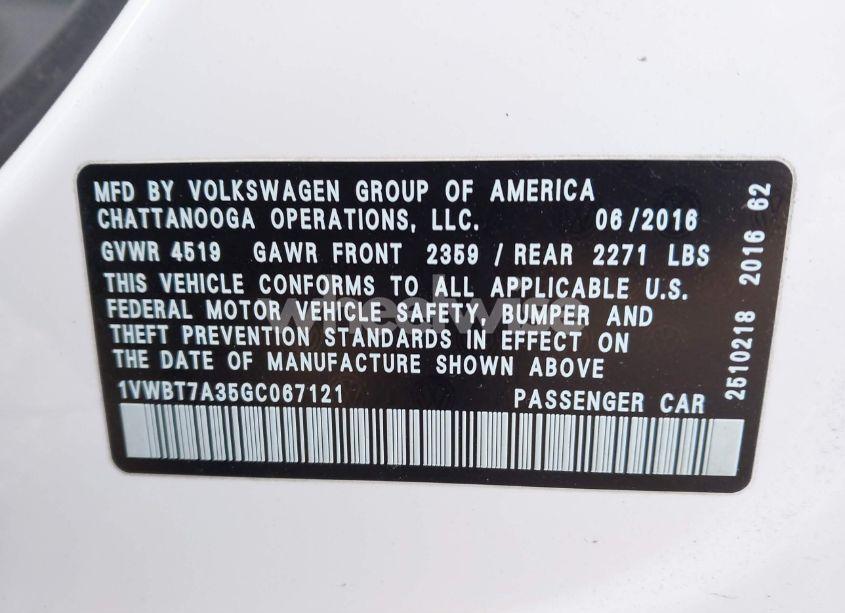 MFD BY VOLKSWAGEN GROUP OF AMERICA
CHATTANOOGA OPERATIONS, LLC. 06/2016
GVWR 4519 GAWR FRONT 2359 / REAR 2271 LBS
THIS VEHICLE CONFORMS TO ALL APPLICABLE U.S.
FEDERAL MOTOR VEHICLE SAFETY, BUMPER AND
THEFT PREVENTION STANDARDS IN EFFECT ON
THE DATE OF MANUFACTURE SHOWN ABOVE
1VWBT7A35GC067121 PASSENGER CAR
2510218 2016 62